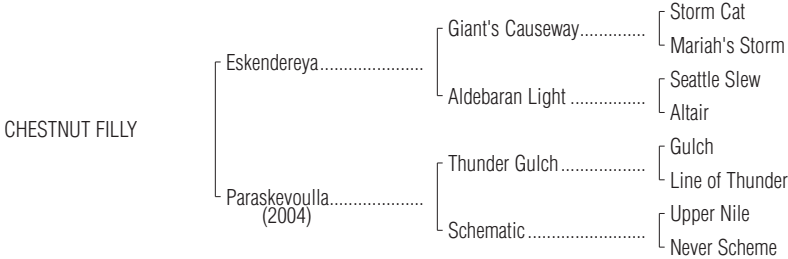 Storm Cat
Giant's Causeway..............
Mariah's Storm
Eskendereya......................
Seattle Slew
Aldebaran Light ................
Altair
CHESTNUT FILLY
Gulch
Thunder Gulch..................
Line of Thunder
Paraskevoulla....................
(2004)
Upper Nile
Schematic.........................
Never Scheme